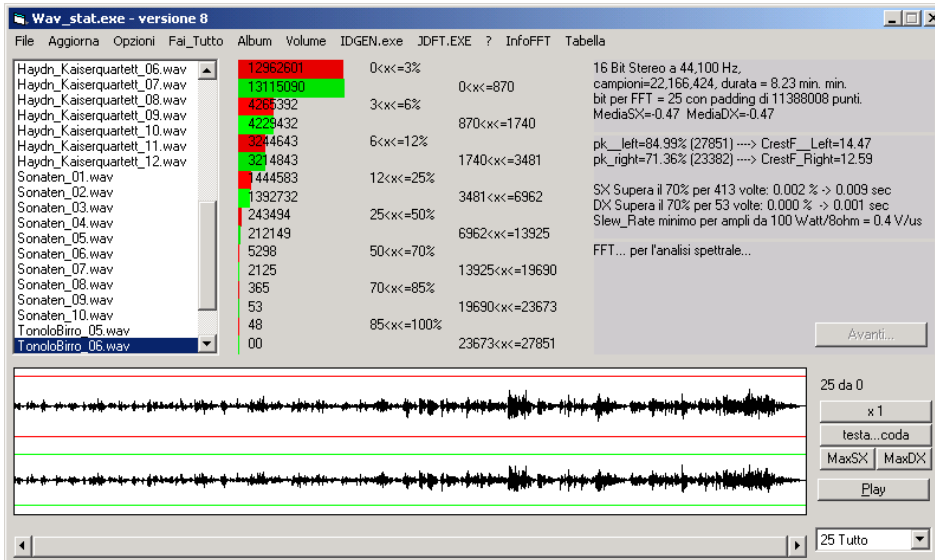 Wav_stat.exe - versione 8
File Aggiorna Opzioni Fai_Tutto Album Volume IDGEN.exe JDFT.EXE ? InfoFFT Tabella
Haydn_Kaiserquartett_06.wav
Haydn_Kaiserquartett_07.wav
Haydn_Kaiserquartett_08.wav
Haydn_Kaiserquartett_09.wav
Haydn_Kaiserquartett_10.wav
Haydn_Kaiserquartett_11.wav
Haydn_Kaiserquartett_12.wav
Sonaten_01.wav
Sonaten_02.wav
Sonaten_03.wav
Sonaten_04.wav
Sonaten_05.wav
Sonaten_06.wav
Sonaten_07.wav
Sonaten_08.wav
Sonaten_09.wav
Sonaten_10.wav
TonoloBirro_05.wav
TonoloBirro_06.wav
12962601 0<x<=3%
13115090 0<x<=870
4265392 3<x<=6%
4229432 870<x<=1740
3244643 6<x<=12%
3214843 1740<x<=3481
1444583 12<x<=25%
1392732 3481<x<=6962
243494 25<x<=50%
212149 6962<x<=13925
5298 50<x<=70%
2125 13925<x<=19690
365 70<x<=85%
53 19690<x<=23673
48 85<x<=100%
00 23673<x<=27851
16 Bit Stereo a 44,100 Hz,
campioni=22,166,424, durata = 8.23 min. min.
bit per FFT = 25 con padding di 11388008 punti.
MediaSX=-0.47 MediaDX=-0.47
pk__left=84.99% (27851) ----> CrestF__Left=14.47
pk_right=71.36% (23382) ----> CrestF_Right=12.59
SX Supera il 70% per 413 volte: 0.002 % -> 0.009 sec
DX Supera il 70% per 53 volte: 0.000 % -> 0.001 sec
Slew_Rate minimo per ampli da 100 Watt/8ohm = 0.4 V/us
FFT... per l'analisi spettrale...
Avanti...
25 da 0
x 1
testa...coda
MaxSX MaxDX
Play
25 Tutto